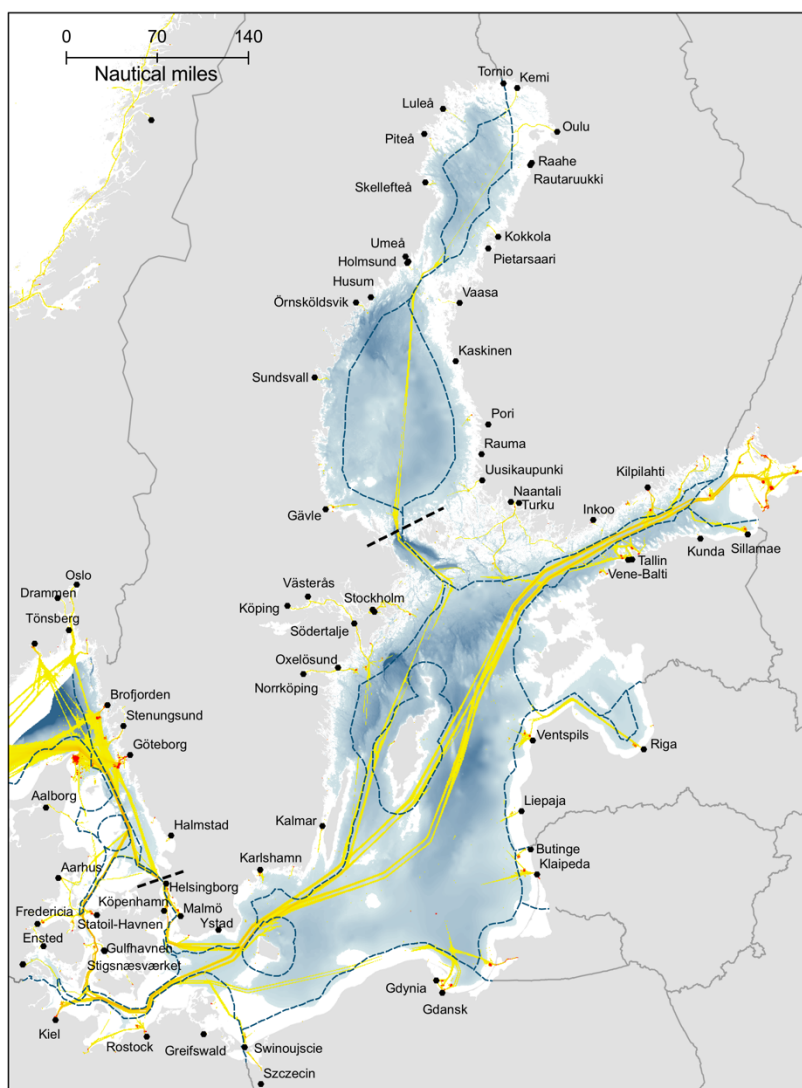 0 70 140
Nautical miles
Tornio
Kemi
Luleå
Oulu
Piteå
Raahe
Rautaruukki
Skellefteå
Kokkola
Umeå
Pietarsaari
Holmsund
Husum
Vaasa
Örnsköldsvik
Kaskinen
Sundsvall
Pori
Rauma
Kilpilahti
Uusikaupunki
Naantali
Gävle
Turku
Inkoo
Kunda
Sillamae
Tallin
Oslo
Vene-Balti
Drammen
Västerås
Stockholm
Köping
Tönsberg
Södertalje
Oxelösund
Norrköping
Brofjorden
Stenungsund
Ventspils
Riga
Göteborg
Aalborg
Liepaja
Kalmar
Halmstad
Butinge
Karlshamn
Klaipeda
Aarhus
Helsingborg
Köpenhamn
Fredericia
Malmö
Statoil-Havnen
Ystad
Ensted
Gulfhavnen
Stigsnæsværket
Gdynia
Gdansk
Kiel
Rostock
Greifswald
Swinoujscie
Szczecin